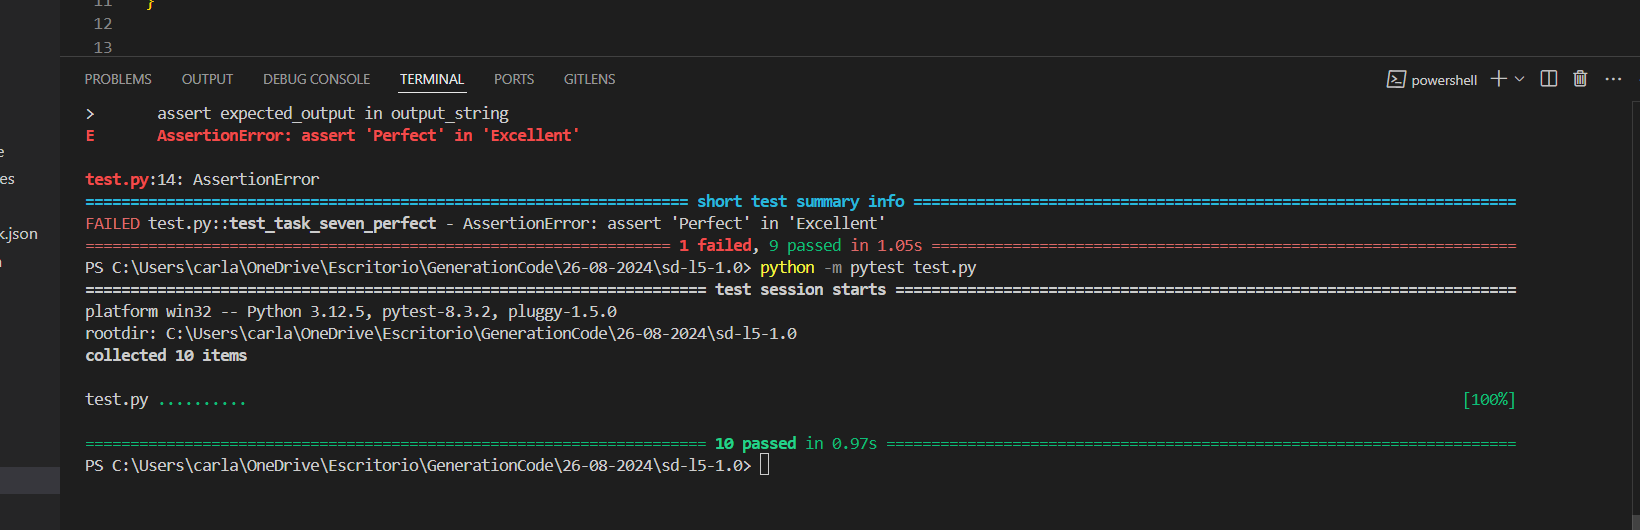 11 }
12
13
PROBLEMS OUTPUT DEBUG CONSOLE TERMINAL PORTS GITLENS powershell
e
es
k.json
> assert expected_output in output_string
E AssertionError: assert 'Perfect' in 'Excellent'
test.py:14: AssertionError
=================================================================== short test summary info ===================================================================
FAILED test.py::test_task_seven_perfect - AssertionError: assert 'Perfect' in 'Excellent'
================================================================= 1 failed, 9 passed in 1.05s =================================================================
PS C:\Users\carla\OneDrive\Escritorio\GenerationCode\26-08-2024\sd-l5-1.0> python -m pytest test.py
===================================================================== test session starts =====================================================================
platform win32 -- Python 3.12.5, pytest-8.3.2, pluggy-1.5.0
rootdir: C:\Users\carla\OneDrive\Escritorio\GenerationCode\26-08-2024\sd-l5-1.0
collected 10 items
test.py .......... [100%]
===================================================================== 10 passed in 0.97s ======================================================================
PS C:\Users\carla\OneDrive\Escritorio\GenerationCode\26-08-2024\sd-l5-1.0>